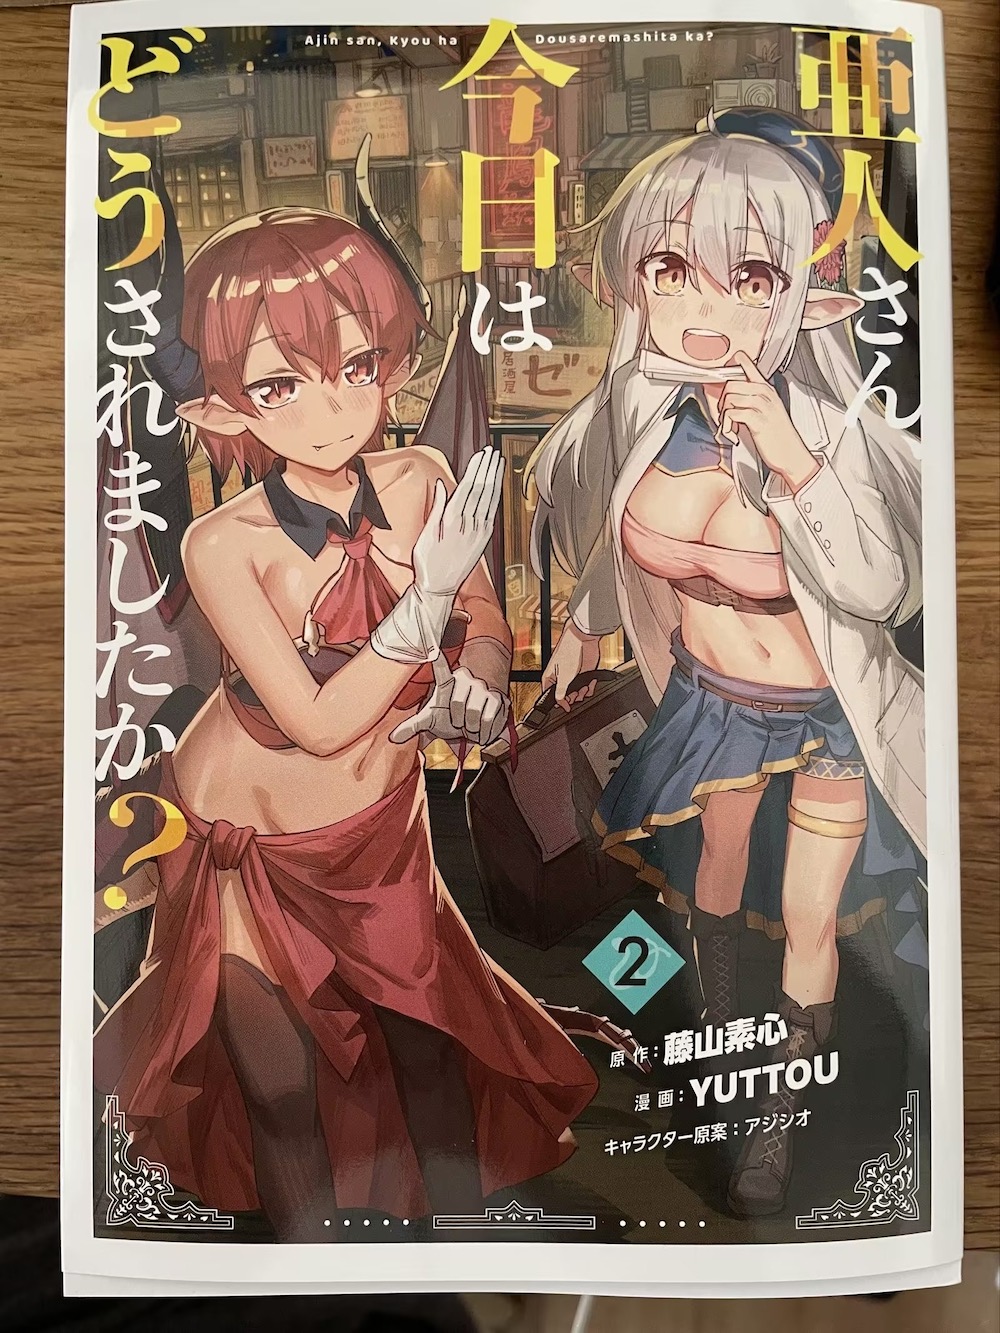 Ajin san, Kyou ha Dousaremashita ka?
亜人さん
今日は
どうされましたか?
居酒屋
ゼ
2
原作:藤山素心
漫画:YUTTOU
キャラクター原案:アジシオ